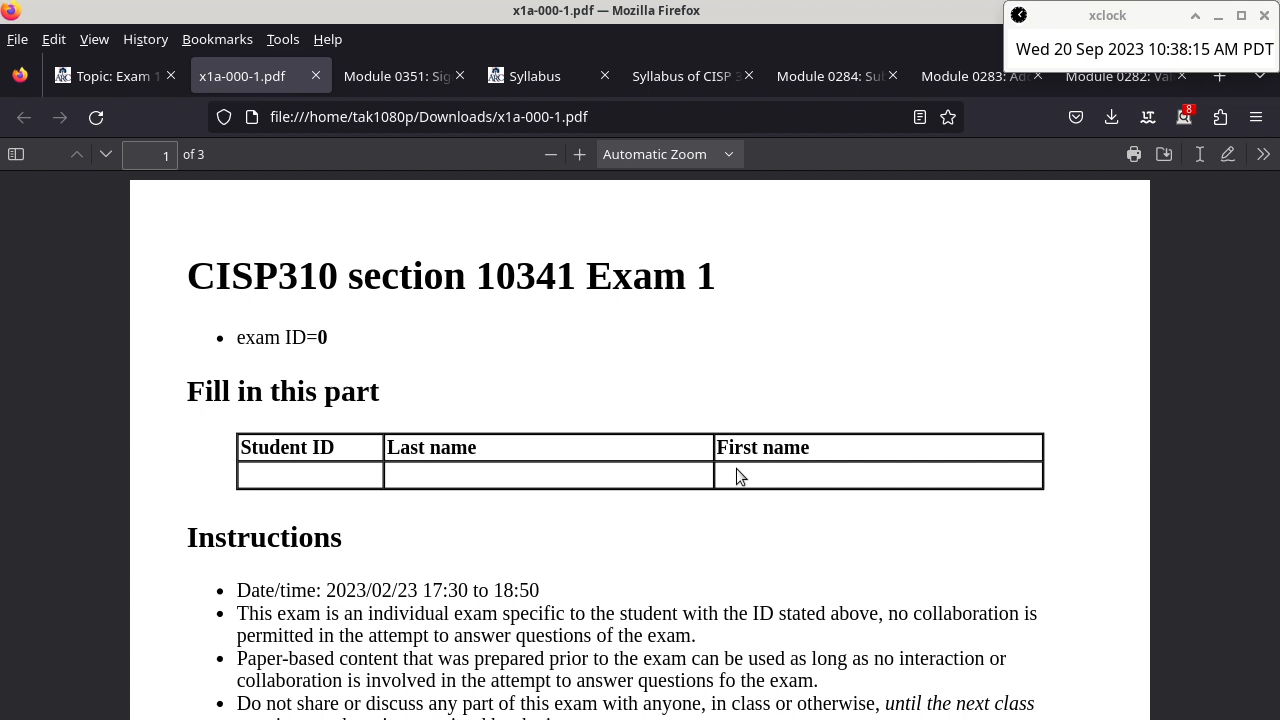 x1a-000-1.pdf — Mozilla Firefox
xclock
Wed 20 Sep 2023 10:38:15 AM PDT
File Edit View History Bookmarks Tools Help
Topic: Exam 1
x1a-000-1.pdf
Module 0351: Sig
Syllabus
Syllabus of CISP 3
Module 0284: Sul
Module 0283: Ad
Module 0282: Val
file:///home/tak1080p/Downloads/x1a-000-1.pdf
8
1 of 3
Automatic Zoom
CISP310 section 10341 Exam 1
• exam ID=0
Fill in this part
Student ID Last name First name
Instructions
• Date/time: 2023/02/23 17:30 to 18:50
• This exam is an individual exam specific to the student with the ID stated above, no collaboration is
permitted in the attempt to answer questions of the exam.
• Paper-based content that was prepared prior to the exam can be used as long as no interaction or
collaboration is involved in the attempt to answer questions fo the exam.
• Do not share or discuss any part of this exam with anyone, in class or otherwise, until the next class